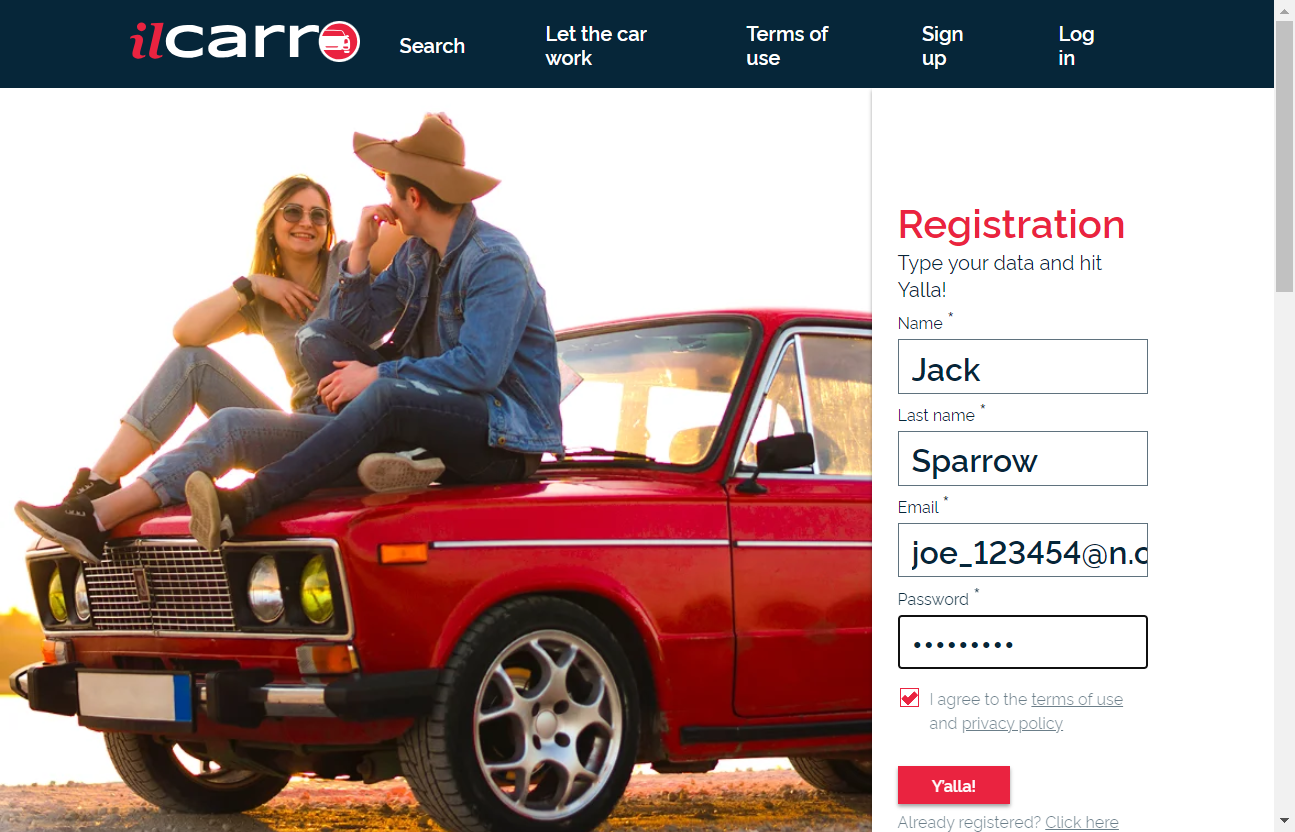 ilcarro
Search
Let the car
work
Terms of
use
Sign
up
Log
in
Registration
Type your data and hit
Yalla!
Name *
Jack
Last name *
Sparrow
Email *
joe_123454@n.c
Password *
•••••••••
I agree to the terms of use
and privacy policy
Y'alla!
Already registered? Click here